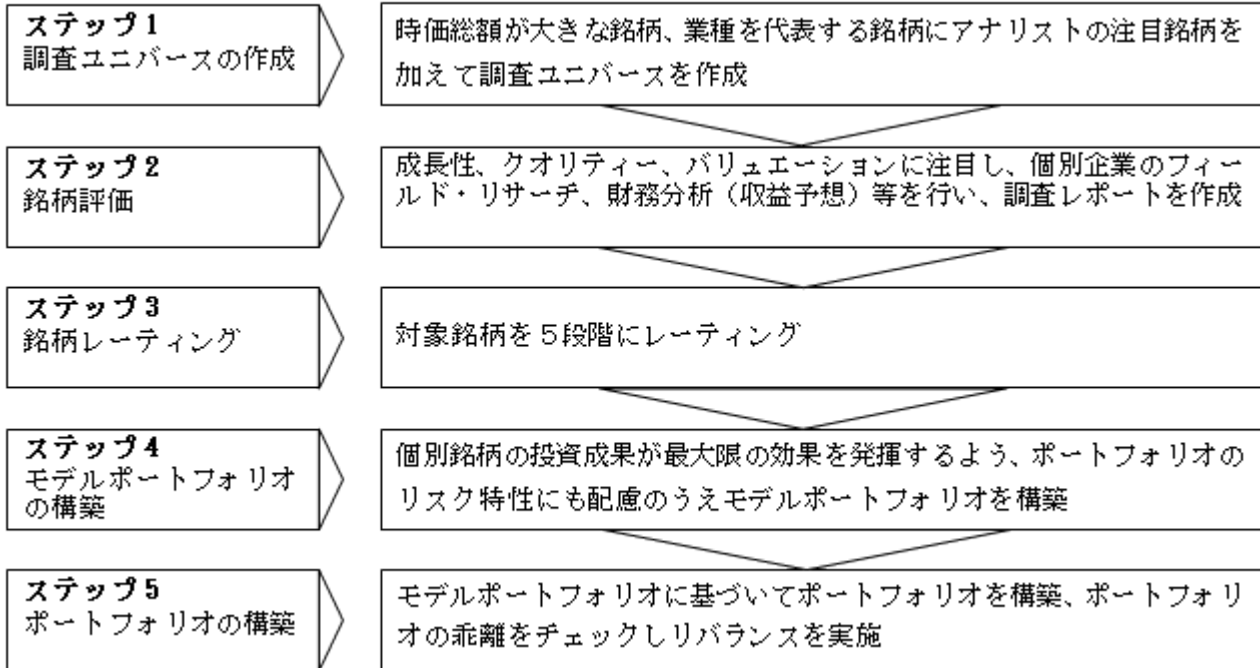 ステップ1
調査ユニバースの作成
時価総額が大きな銘柄、業種を代表する銘柄にアナリストの注目銘柄を
加えて調査ユニバースを作成
ステップ2
銘柄評価
成長性、クオリティー、バリュエーションに注目し、個別企業のフィー
ルド・リサーチ、財務分析（収益予想）等を行い、調査レポートを作成
ステップ3
銘柄レーティング
対象銘柄を５段階にレーティング
ステップ4
モデルポートフォリオ
の構築
個別銘柄の投資成果が最大限の効果を発揮するよう、ポートフォリオの
リスク特性にも配慮のうえモデルポートフォリオを構築
ステップ5
ポートフォリオの構築
モデルポートフォリオに基づいてポートフォリオを構築、ポートフォリ
オの乖離をチェックしリバランスを実施